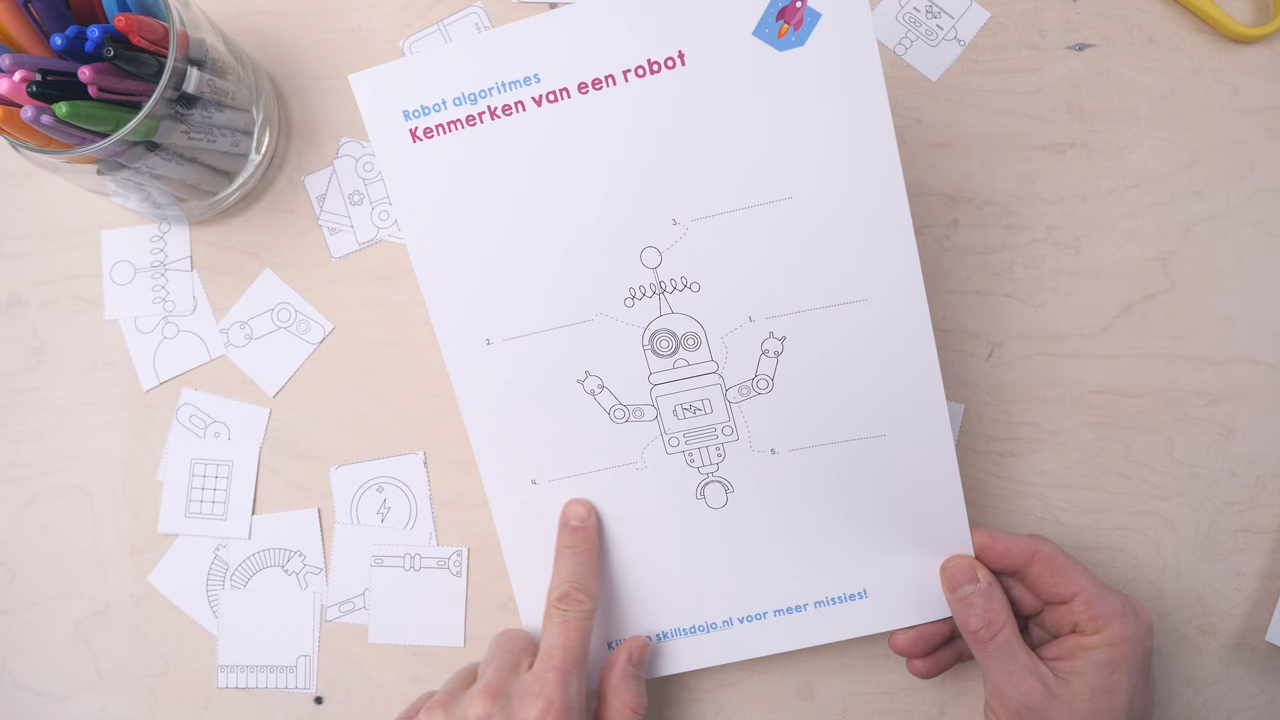 Robot algoritmes
Kenmerken van een robot
3.
1.
2.
5.
4.
skillsdojo.nl voor meer missies!